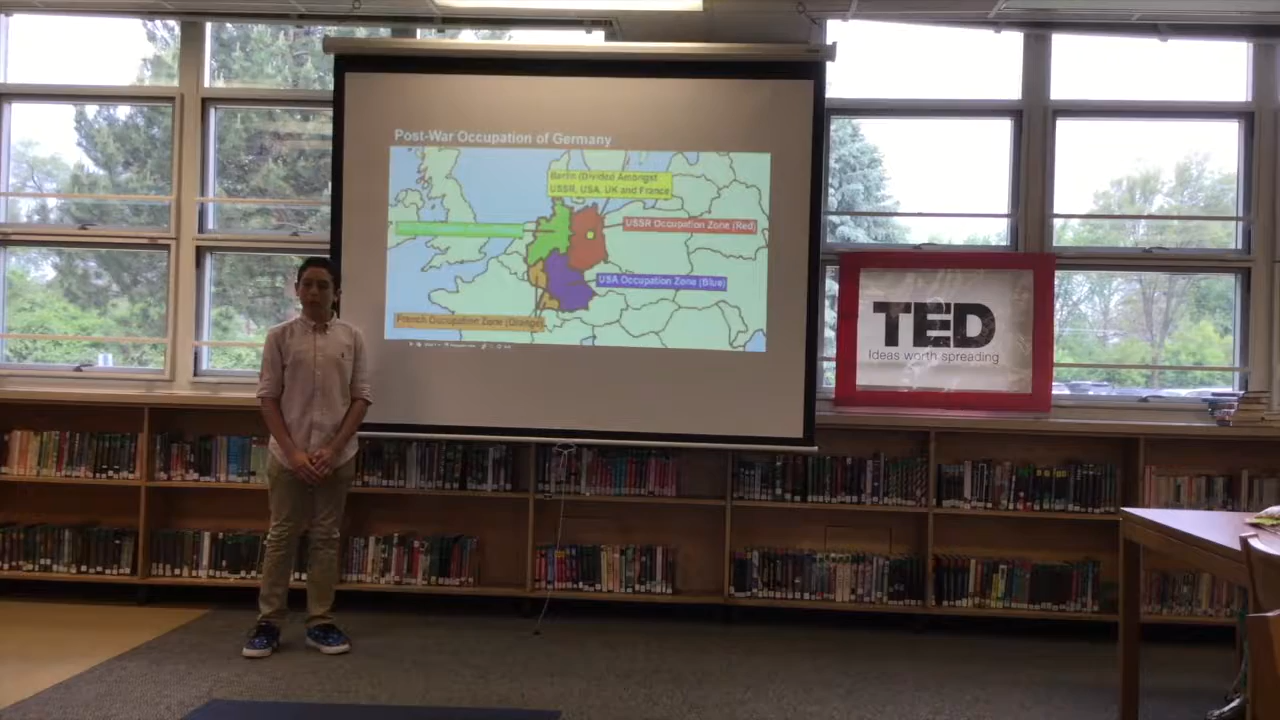 Post-War Occupation of Germany
Berlin (Divided Amongst
USSR, USA, UK and France
USSR Occupation Zone (Red)
USA Occupation Zone (Blue)
French Occupation Zone (Orange)
TED
Ideas worth spreading